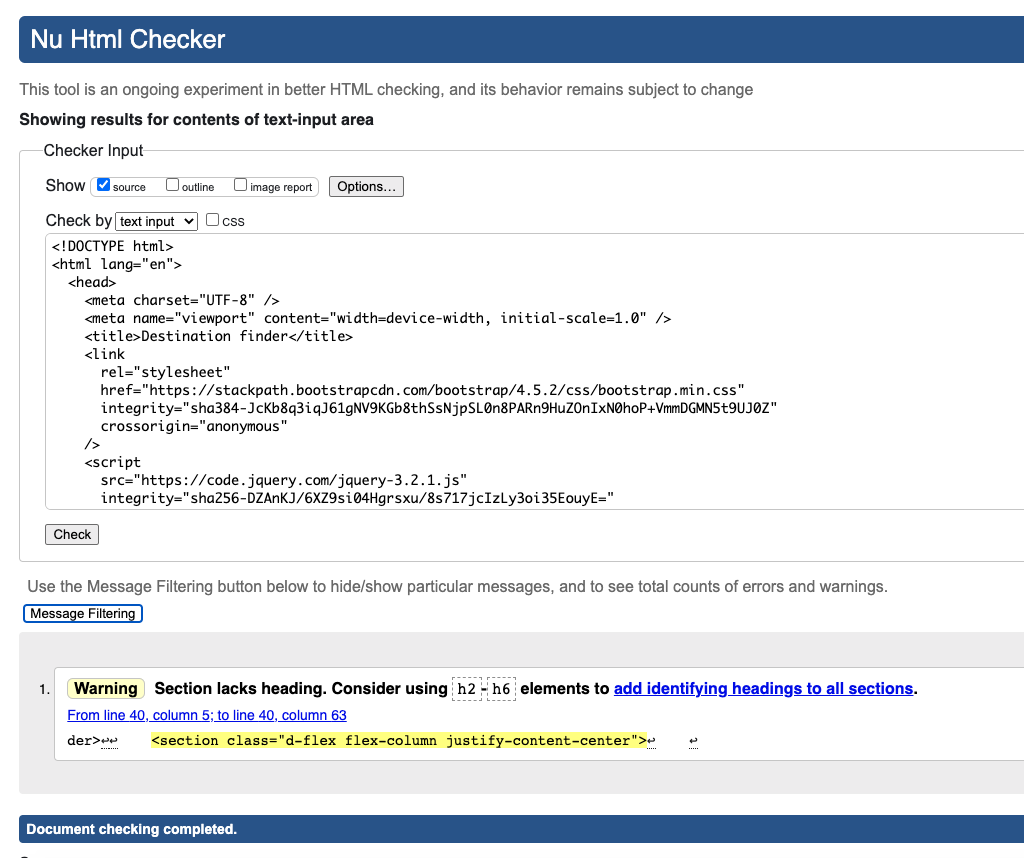 Nu Html Checker
This tool is an ongoing experiment in better HTML checking, and its behavior remains subject to change
Showing results for contents of text-input area
Checker Input
Show source outline image report Options...
Check by text input CSS
<!DOCTYPE html>
<html lang="en">
<head>
<meta charset="UTF-8" />
<meta name="viewport" content="width=device-width, initial-scale=1.0" />
<title>Destination finder</title>
<link
rel="stylesheet"
href="https://stackpath.bootstrapcdn.com/bootstrap/4.5.2/css/bootstrap.min.css"
integrity="sha384-JcKb8q3iqJ61gNV9KGb8thSsNjpSL0n8PARn9HuZOnIxN0hoP+VmmDGMN5t9UJ0Z"
crossorigin="anonymous"
/>
<script
src="https://code.jquery.com/jquery-3.2.1.js"
integrity="sha256-DZAnKJ/6XZ9si04Hgrsxu/8s717jcIzLy3oi35EouyE="
Check
Use the Message Filtering button below to hide/show particular messages, and to see total counts of errors and warnings.
Message Filtering
1. Warning Section lacks heading. Consider using h2-h6 elements to add identifying headings to all sections.
From line 40, column 5; to line 40, column 63
der>↩↩ <section class="d-flex flex-column justify-content-center">↩ ↩
Document checking completed.